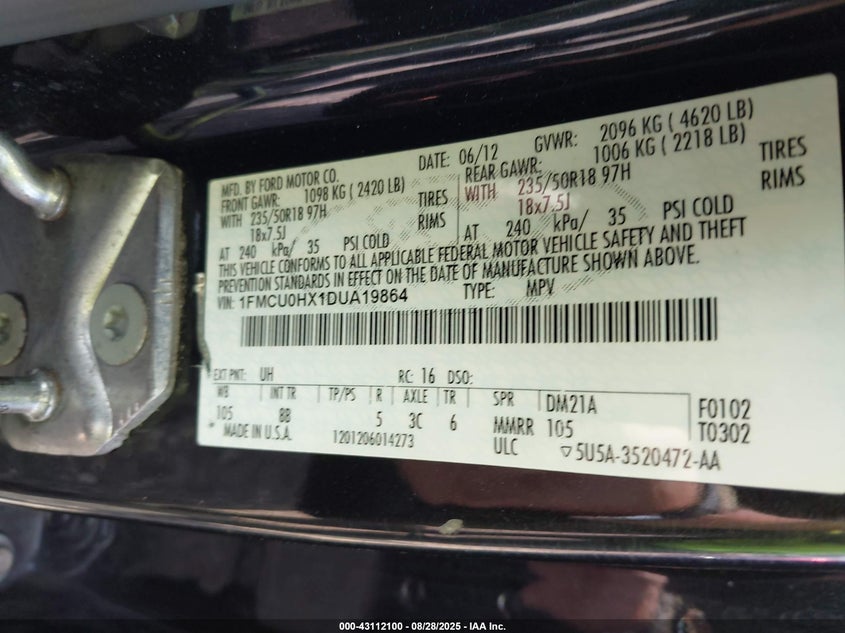 MFD. BY FORD MOTOR CO. DATE: 06/12 GVWR: 2096 KG ( 4620 LB)
FRONT GAWR: 1098 KG ( 2420 LB) REAR GAWR: 1006 KG ( 2218 LB)
WITH 235/50R18 97H TIRES WITH 235/50R18 97H TIRES
18x7.5J RIMS 18x7.5J RIMS
AT 240 kPa/ 35 PSI COLD AT 240 kPa/ 35 PSI COLD
THIS VEHICLE CONFORMS TO ALL APPLICABLE FEDERAL MOTOR VEHICLE SAFETY AND THEFT
PREVENTION STANDARDS IN EFFECT ON THE DATE OF MANUFACTURE SHOWN ABOVE.
VIN: 1FMCU0HX1DUA19864 TYPE: MPV
EXT PNT: UH RC: 16 DSO:
WB INT TR TP/PS R AXLE TR SPR DM21A F0102
105 BB 5 3C 6 MMRR 105 T0302
MADE IN U.S.A. 1201206014273 ULC ▽5U5A-3520472-AA
000-43112100 - 08/28/2025 - IAA Inc.